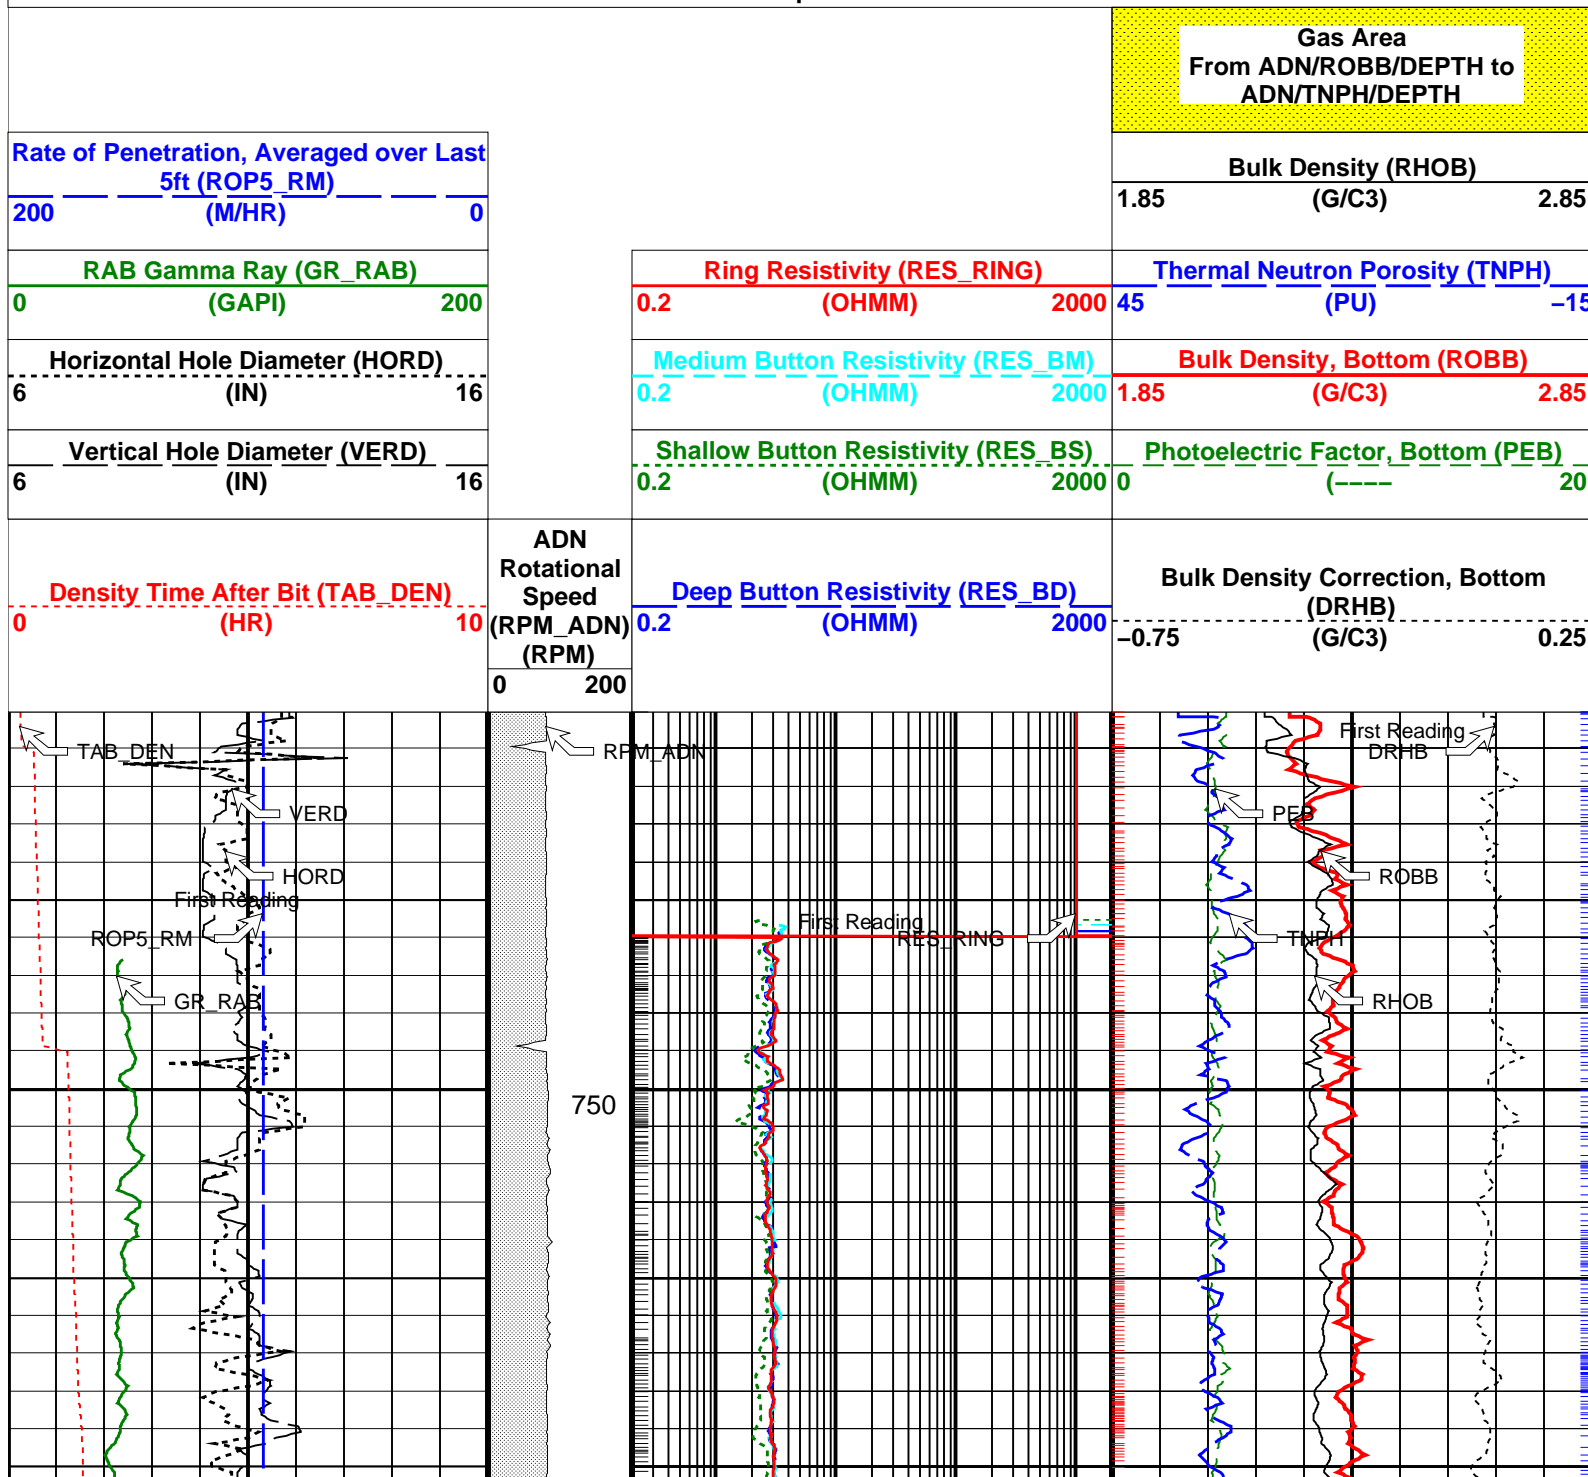 Gas Area
From ADN/ROBB/DEPTH to
ADN/TNPH/DEPTH
Rate of Penetration, Averaged over Last
5ft (ROP5_RM)
200 (M/HR) 0
Bulk Density (RHOB)
1.85 (G/C3) 2.85
RAB Gamma Ray (GR_RAB)
0 (GAPI) 200
Ring Resistivity (RES_RING)
0.2 (OHMM) 2000
Thermal Neutron Porosity (TNPH)
45 (PU) −15
Horizontal Hole Diameter (HORD)
6 (IN) 16
Medium Button Resistivity (RES_BM)
0.2 (OHMM) 2000
Bulk Density, Bottom (ROBB)
1.85 (G/C3) 2.85
Vertical Hole Diameter (VERD)
6 (IN) 16
Shallow Button Resistivity (RES_BS)
0.2 (OHMM) 2000
Photoelectric Factor, Bottom (PEB)
0 (−−−− 20
Density Time After Bit (TAB_DEN)
0 (HR) 10
ADN
Rotational
Speed
(RPM_ADN)
(RPM)
0 200
Deep Button Resistivity (RES_BD)
0.2 (OHMM) 2000
Bulk Density Correction, Bottom
(DRHB)
−0.75 (G/C3) 0.25
TAB_DEN
RPM_ADN
First Reading
DRHB
VERD
PEB
HORD
ROBB
First Reading
First Reading
ROP5_RM
RES_RING
TNPH
GR_RAB
RHOB
750